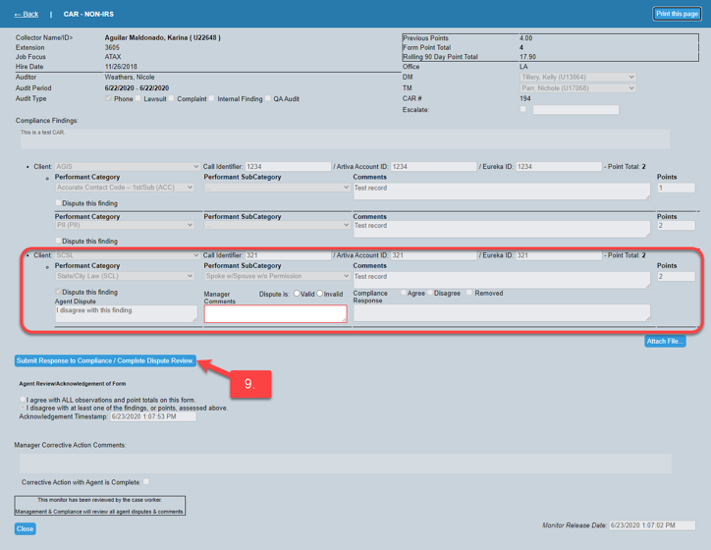 ← Back | CAR - NON-IRS Print this page
Collector Name/ID> Aguilar Maldonado, Karina ( U22648 ) Previous Points 4.00
Extension 3605 Form Point Total 4
Job Focus ATAX Rolling 90 Day Point Total 17.90
Hire Date 11/26/2018 Office LA
Auditor Weathers, Nicole DM Tillery, Kelly (U13864)
Audit Period 6/22/2020 - 6/22/2020 TM Parr, Nichole (U17068)
Audit Type Phone Lawsuit Complaint Internal Finding QA Audit CAR # 194
Escalate:
Compliance Findings:
This is a test CAR.
Client: AGIS Call Identifier: 1234 / Artiva Account ID: 1234 / Eureka ID: 1234 - Point Total: 2
Performant Category Performant SubCategory Comments Points
Accurate Contact Code – 1st/Sub (ACC) Test record 1
Dispute this finding
Performant Category Performant SubCategory Comments Points
PII (PII) 2
Dispute this finding
Client: SCSL Call Identifier: 321 / Artiva Account ID: 321 / Eureka ID: 321 - Point Total: 2
Performant Category Performant SubCategory Comments Points
State/City Law (SCL) Spoke w/Spouse w/o Permission Test record 2
Dispute this finding Manager Comments Dispute is: Valid Invalid Compliance Response Agree Disagree Removed
Agent Dispute
I disagree with this finding
Attach File...
Submit Response to Compliance / Complete Dispute Review.
9.
Agent Review/Acknowledgement of Form
I agree with ALL observations and point totals on this form.
I disagree with at least one of the findings, or points, assessed above.
Acknowledgement Timestamp: 6/23/2020 1:07:53 PM
Manager Corrective Action Comments:
Corrective Action with Agent is Complete:
This monitor has been reviewed by the case worker.
Management & Compliance will review all agent disputes & comments.
Close Monitor Release Date: 6/23/2020 1:07:02 PM